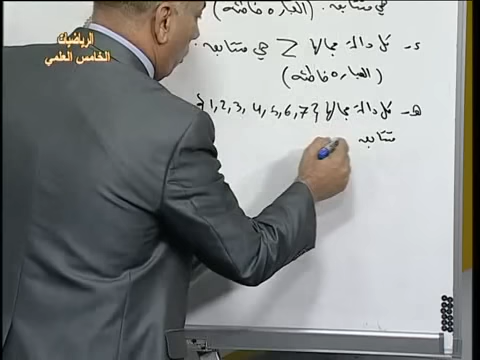 الرياضيات
الخامس العلمي
هي متتابعة. (العبارة خاطئة)
د- كل دالة مجالها Z هي متتابعة.
(العبارة خاطئة)
هـ- كل دالة مجالها {1,2,3,4,5,6,7}
متتابعة